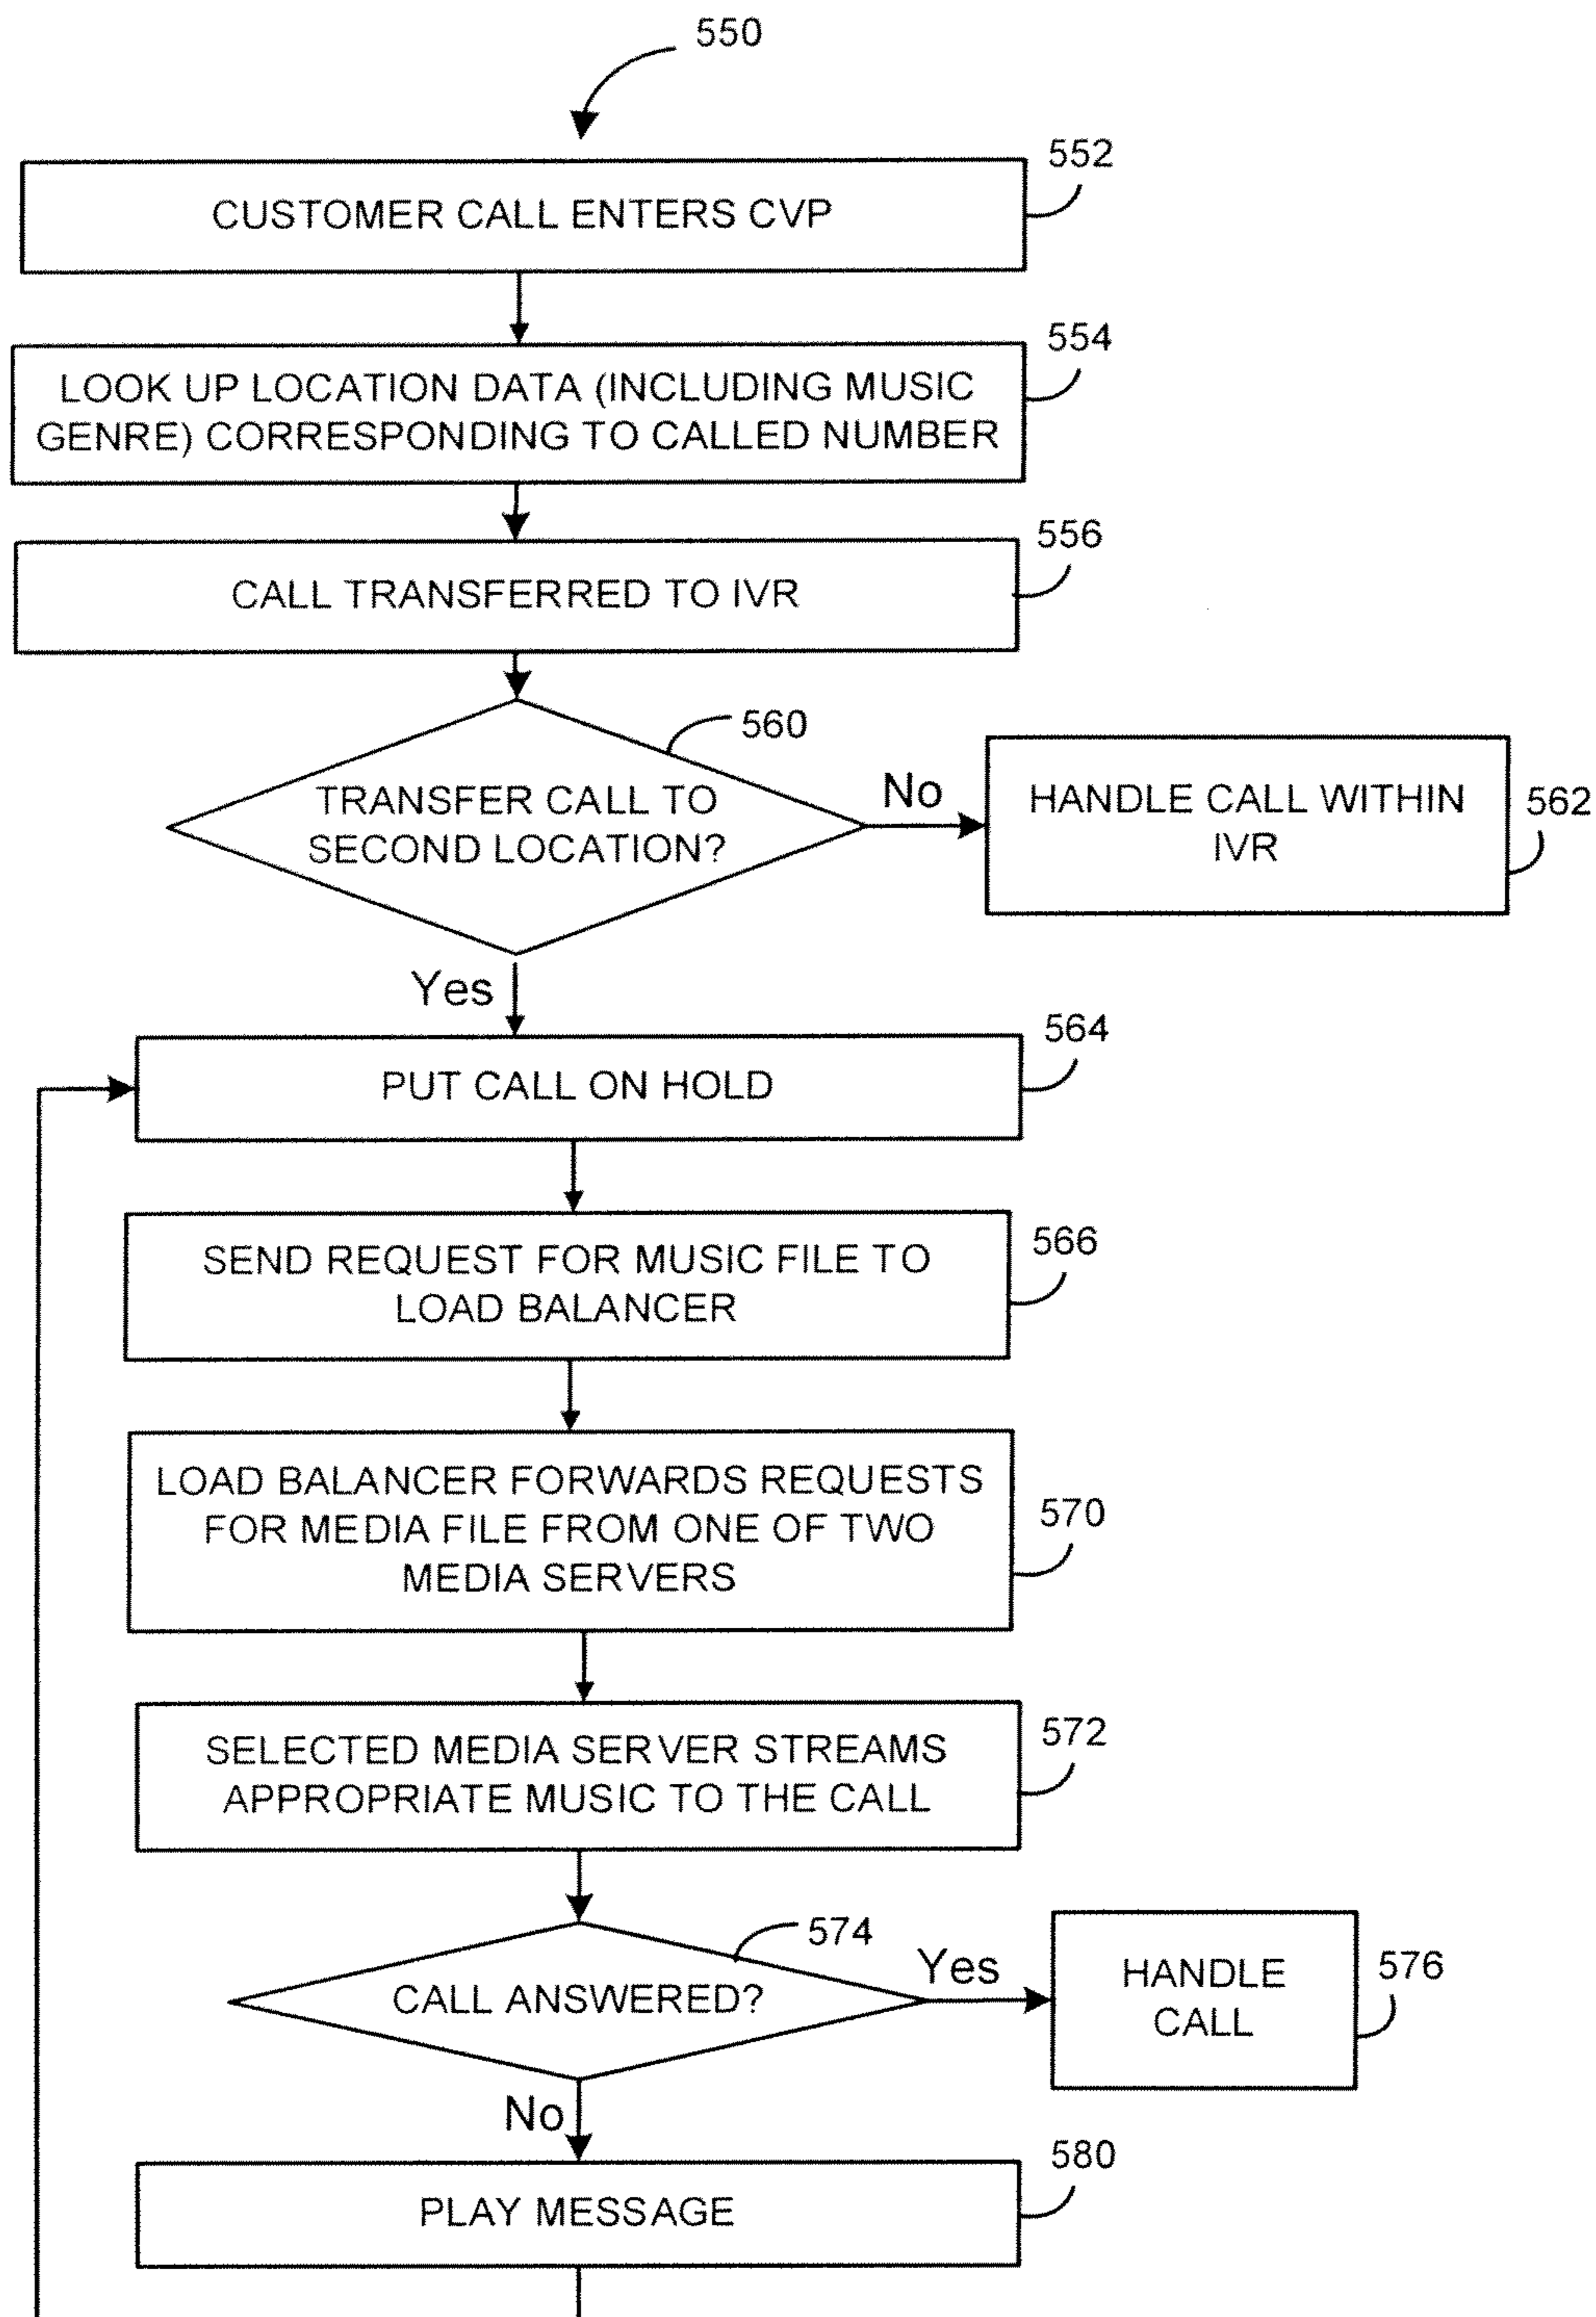 550
552
CUSTOMER CALL ENTERS CVP
554
LOOK UP LOCATION DATA (INCLUDING MUSIC
GENRE) CORRESPONDING TO CALLED NUMBER
556
CALL TRANSFERRED TO IVR
560
TRANSFER CALL TO
SECOND LOCATION?
No
HANDLE CALL WITHIN
IVR
562
Yes
564
PUT CALL ON HOLD
566
SEND REQUEST FOR MUSIC FILE TO
LOAD BALANCER
LOAD BALANCER FORWARDS REQUESTS
FOR MEDIA FILE FROM ONE OF TWO
MEDIA SERVERS
570
572
SELECTED MEDIA SERVER STREAMS
APPROPRIATE MUSIC TO THE CALL
574
CALL ANSWERED?
Yes
HANDLE
CALL
576
No
580
PLAY MESSAGE